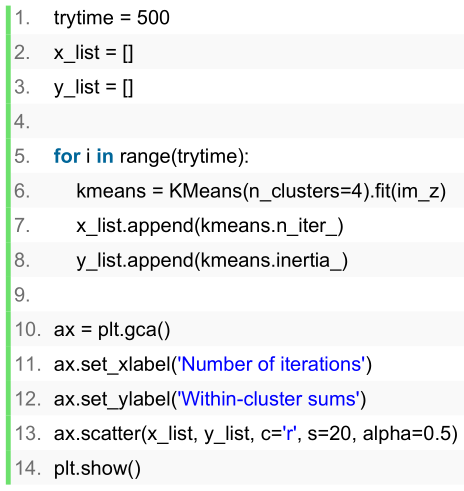 1. trytime = 500
2. x_list = []
3. y_list = []
4.
5. for i in range(trytime):
6.     kmeans = KMeans(n_clusters=4).fit(im_z)
7.     x_list.append(kmeans.n_iter_)
8.     y_list.append(kmeans.inertia_)
9.
10. ax = plt.gca()
11. ax.set_xlabel('Number of iterations')
12. ax.set_ylabel('Within-cluster sums')
13. ax.scatter(x_list, y_list, c='r', s=20, alpha=0.5)
14. plt.show()